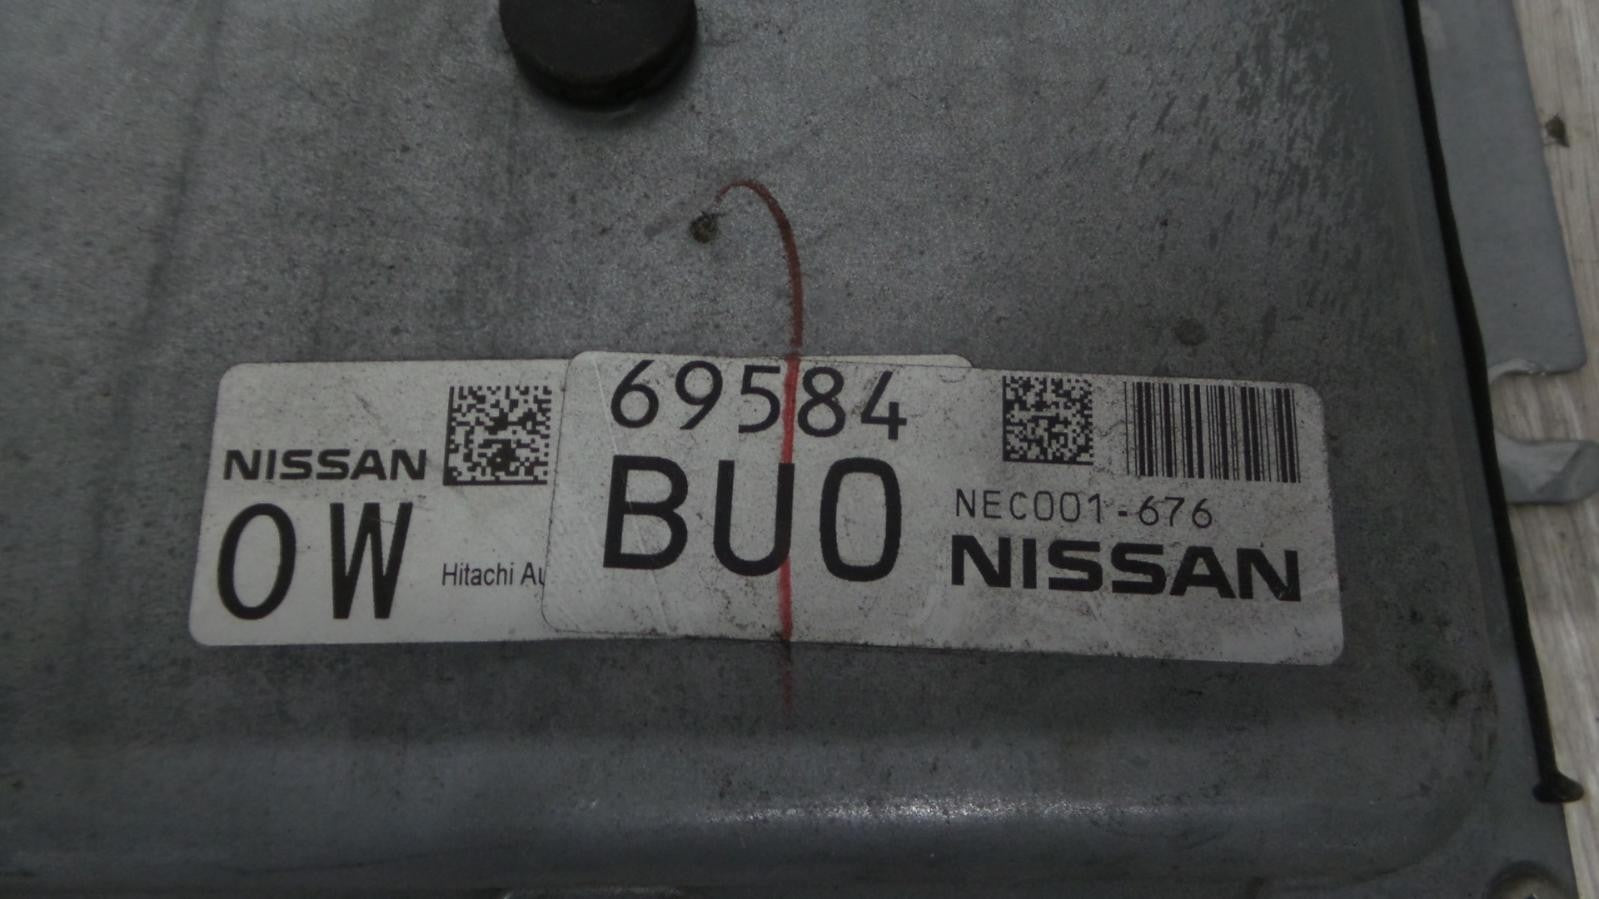 NISSAN
0W
Hitachi Au
69584
BU0
NEC001-676
NISSAN